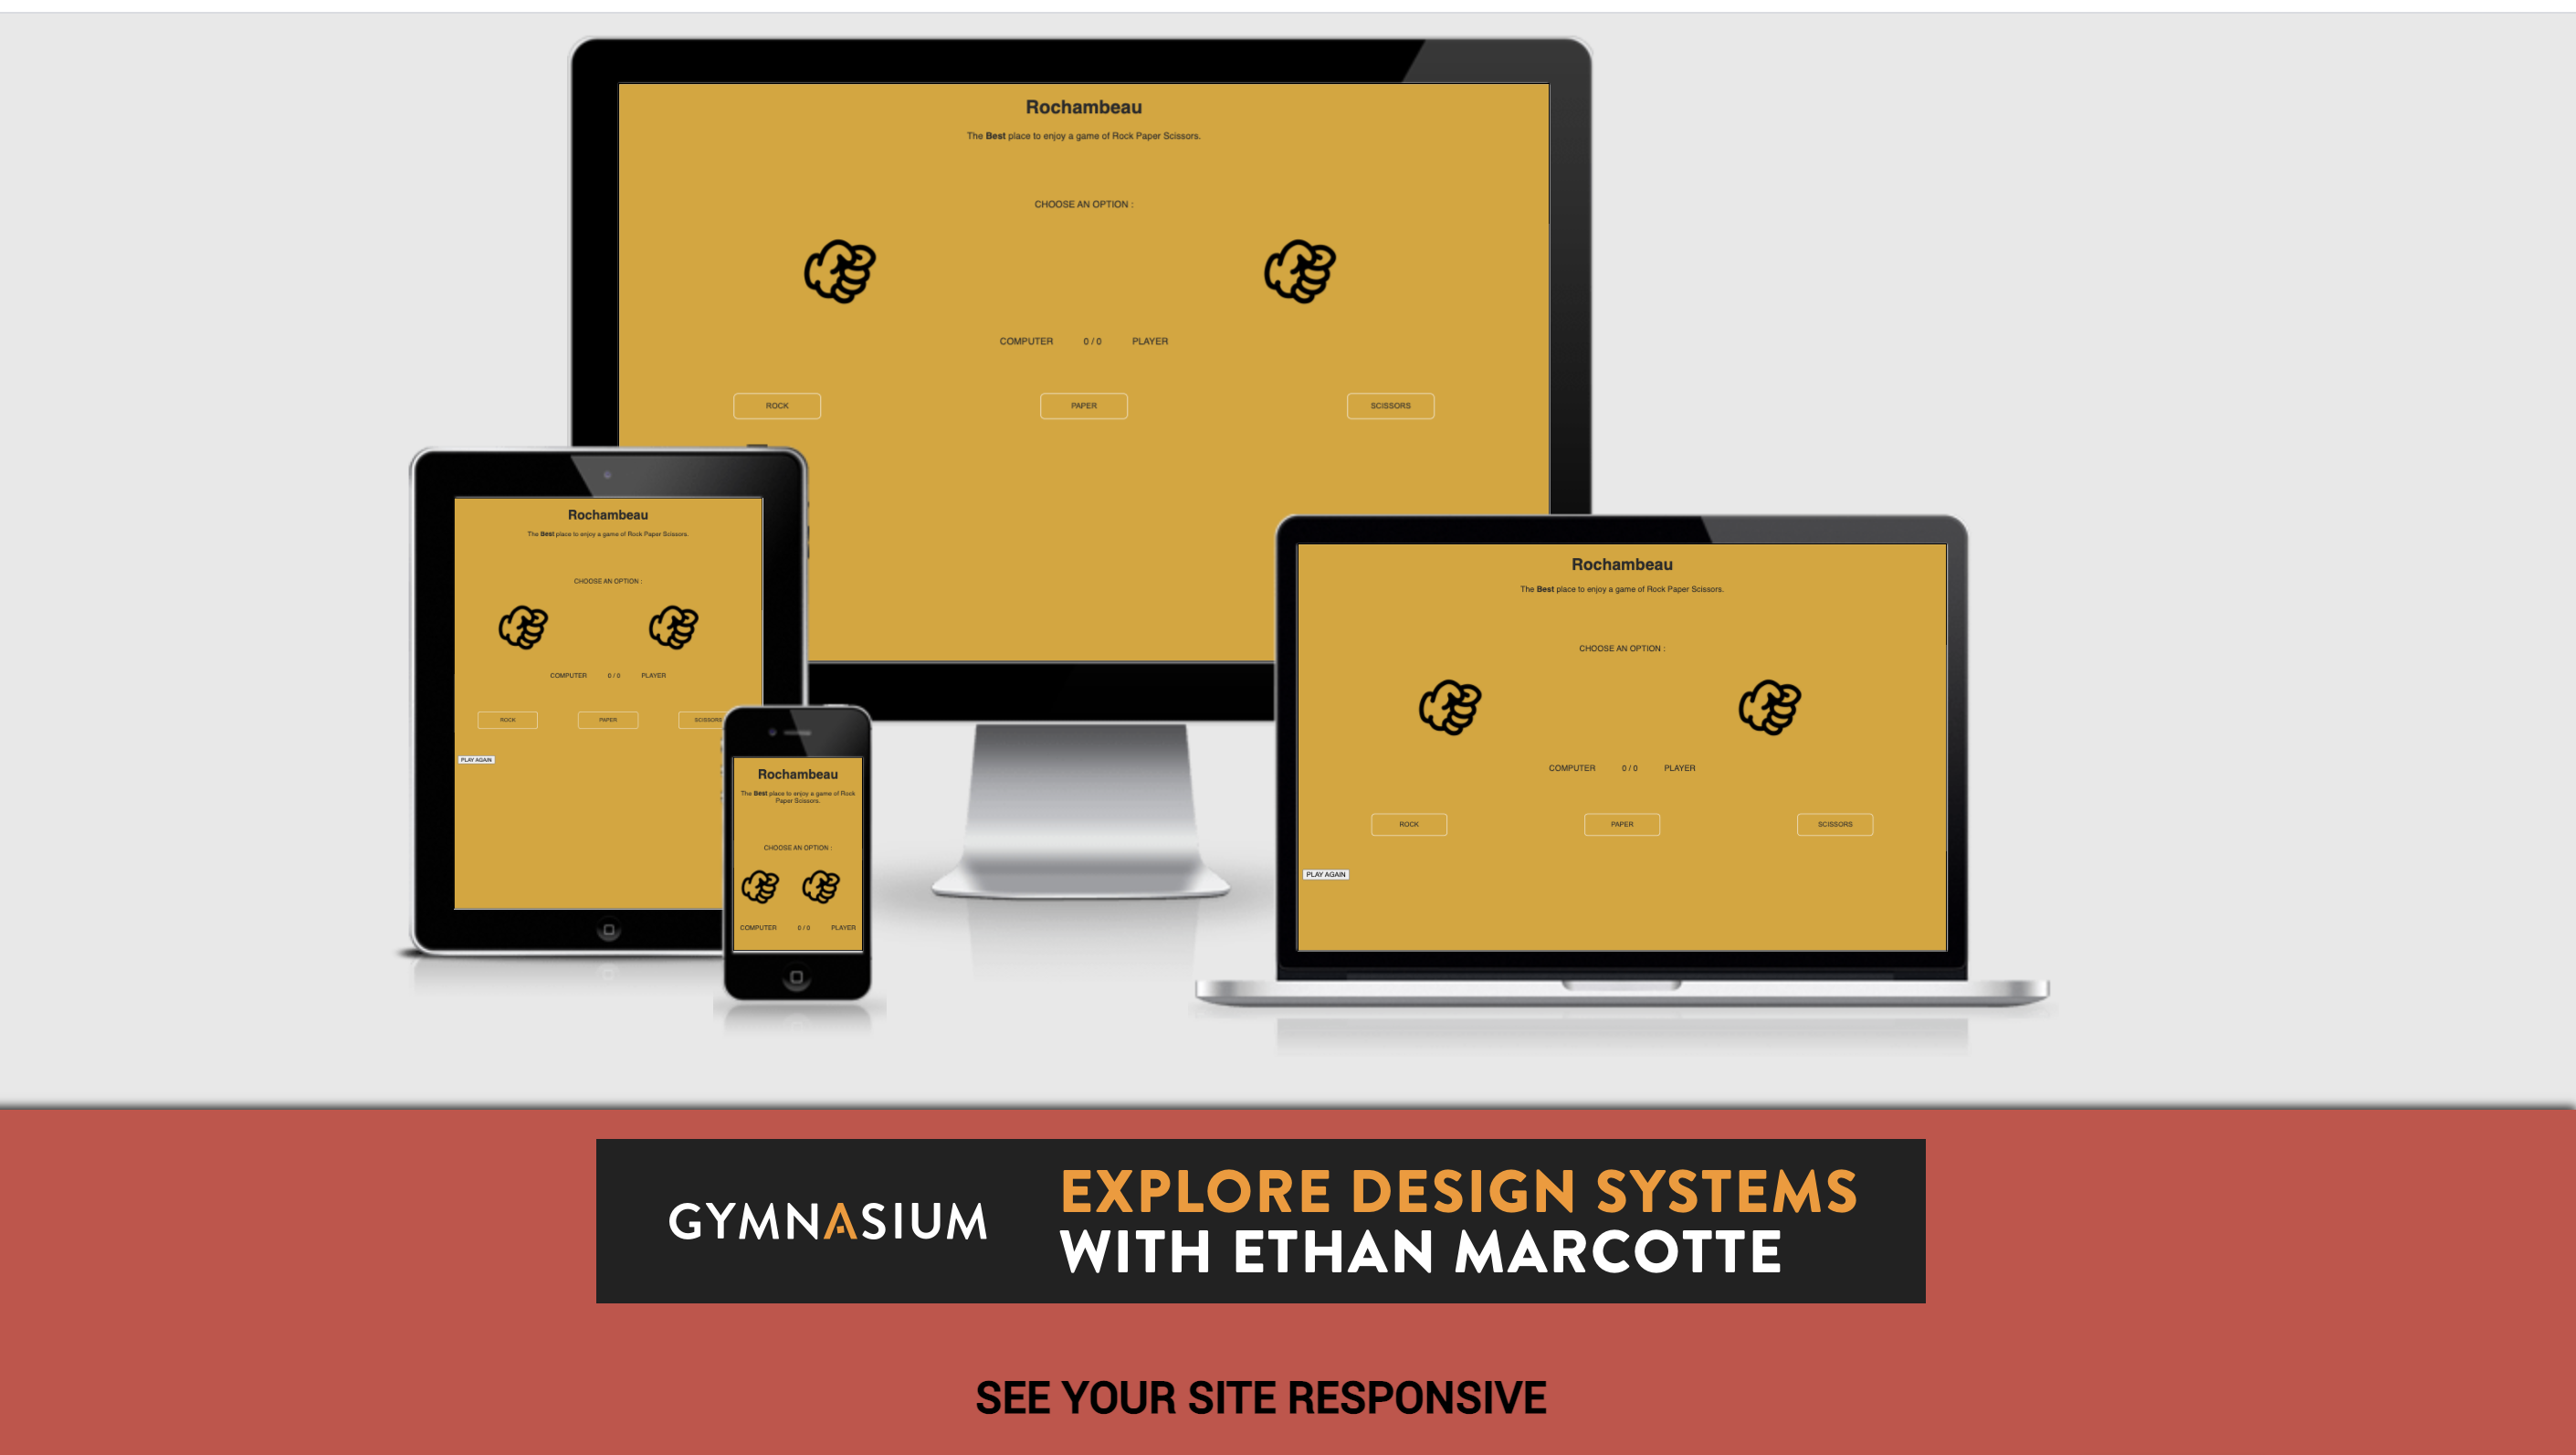 Rochambeau
The Best place to enjoy a game of Rock Paper Scissors.
CHOOSE AN OPTION :
COMPUTER 0 / 0 PLAYER
ROCK PAPER SCISSORS
Rochambeau
The Best place to enjoy a game of Rock Paper Scissors.
CHOOSE AN OPTION :
COMPUTER 0 / 0 PLAYER
ROCK PAPER SCISSORS
PLAY AGAIN
Rochambeau
The Best place to enjoy a game of Rock
Paper Scissors.
CHOOSE AN OPTION :
COMPUTER 0 / 0 PLAYER
Rochambeau
The Best place to enjoy a game of Rock Paper Scissors.
CHOOSE AN OPTION :
COMPUTER 0 / 0 PLAYER
ROCK PAPER SCISSORS
PLAY AGAIN
GYMNASIUM
EXPLORE DESIGN SYSTEMS
WITH ETHAN MARCOTTE
SEE YOUR SITE RESPONSIVE